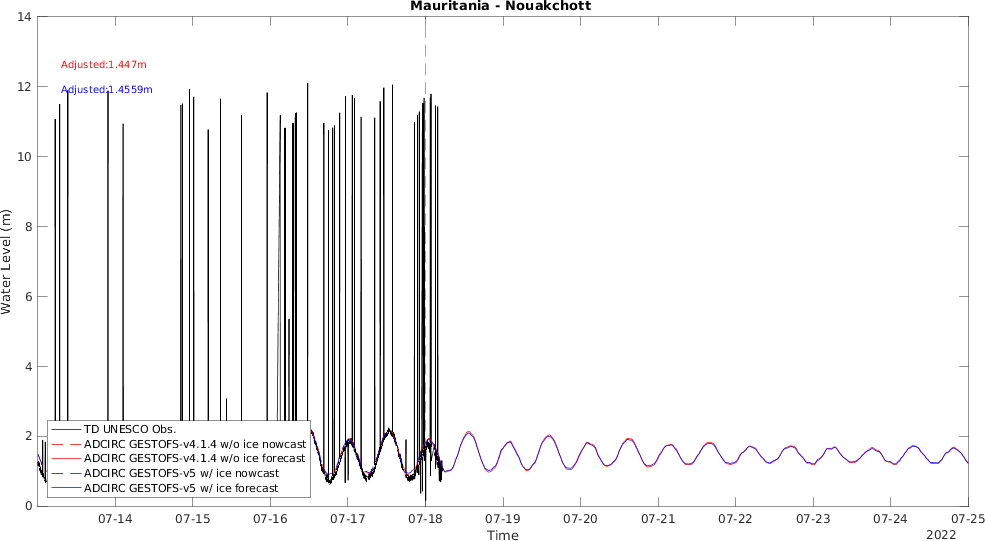 Mauritania - Nouakchott
14
12
10
8
6
4
2
0
Water Level (m)
Adjusted:1.447m
Adjusted:1.4559m
TD UNESCO Obs.
ADCIRC GESTOFS-v4.1.4 w/o ice nowcast
ADCIRC GESTOFS-v4.1.4 w/o ice forecast
ADCIRC GESTOFS-v5 w/ ice nowcast
ADCIRC GESTOFS-v5 w/ ice forecast
07-14 07-15 07-16 07-17 07-18 07-19 07-20 07-21 07-22 07-23 07-24 07-25
Time
2022